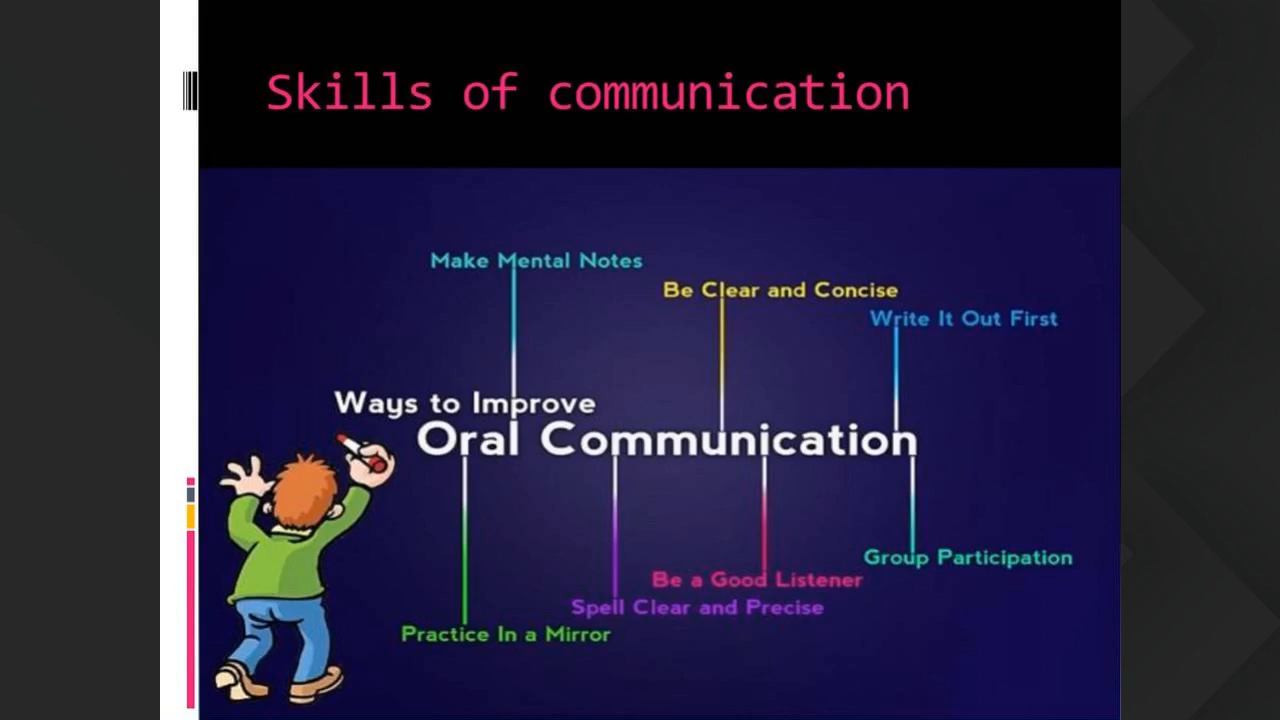 Skills of communication
Make Mental Notes
Be Clear and Concise
Write It Out First
Ways to Improve
Oral Communication
Group Participation
Be a Good Listener
Spell Clear and Precise
Practice In a Mirror